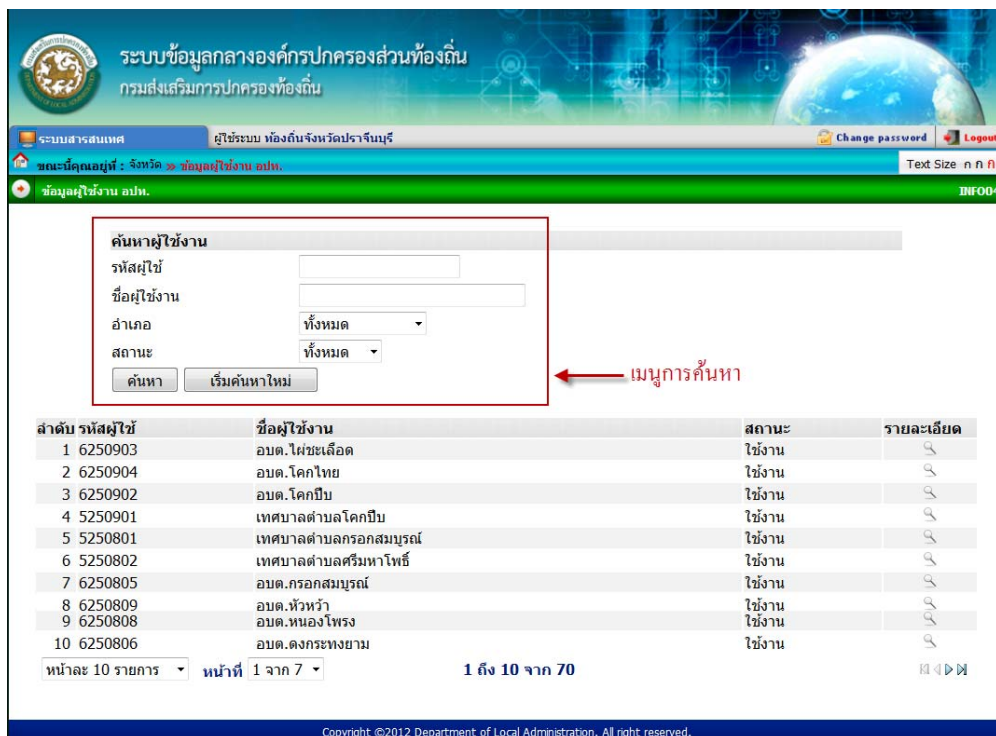 ระบบข้อมูลกลางองค์กรปกครองส่วนท้องถิ่น
กรมส่งเสริมการปกครองท้องถิ่น
ระบบสารสนเทศ ผู้ใช้ระบบ ท้องถิ่นจังหวัดปราจีนบุรี Change password Logout
ขณะนี้คุณอยู่ที่ : จังหวัด » ข้อมูลผู้ใช้งาน อปท. Text Size ก ก ก
ข้อมูลผู้ใช้งาน อปท. INFO04
ค้นหาผู้ใช้งาน
รหัสผู้ใช้
ชื่อผู้ใช้งาน
อำเภอ ทั้งหมด
สถานะ ทั้งหมด
ค้นหา เริ่มค้นหาใหม่
เมนูการค้นหา
ลำดับ รหัสผู้ใช้ ชื่อผู้ใช้งาน สถานะ รายละเอียด
1 6250903 อบต.ไผ่ชะเลือด ใช้งาน
2 6250904 อบต.โคกไทย ใช้งาน
3 6250902 อบต.โคกปีบ ใช้งาน
4 5250901 เทศบาลตำบลโคกปีบ ใช้งาน
5 5250801 เทศบาลตำบลกรอกสมบูรณ์ ใช้งาน
6 5250802 เทศบาลตำบลศรีมหาโพธิ์ ใช้งาน
7 6250805 อบต.กรอกสมบูรณ์ ใช้งาน
8 6250809 อบต.หัวหว้า ใช้งาน
9 6250808 อบต.หนองโพรง ใช้งาน
10 6250806 อบต.ดงกระทงยาม ใช้งาน
หน้าละ 10 รายการ หน้าที่ 1 จาก 7 1 ถึง 10 จาก 70
Copyright ©2012 Department of Local Administration. All right reserved.